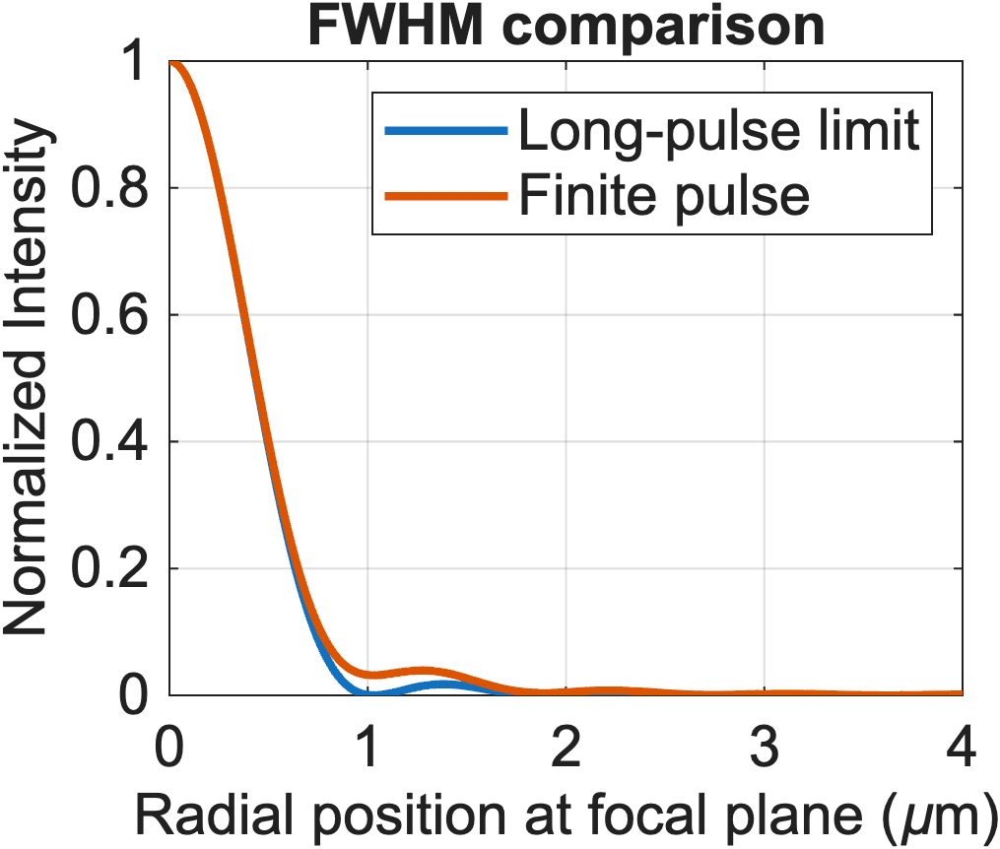 FWHM comparison
Normalized Intensity
1
0.8
0.6
0.4
0.2
0
Long-pulse limit
Finite pulse
0 1 2 3 4
Radial position at focal plane (μm)